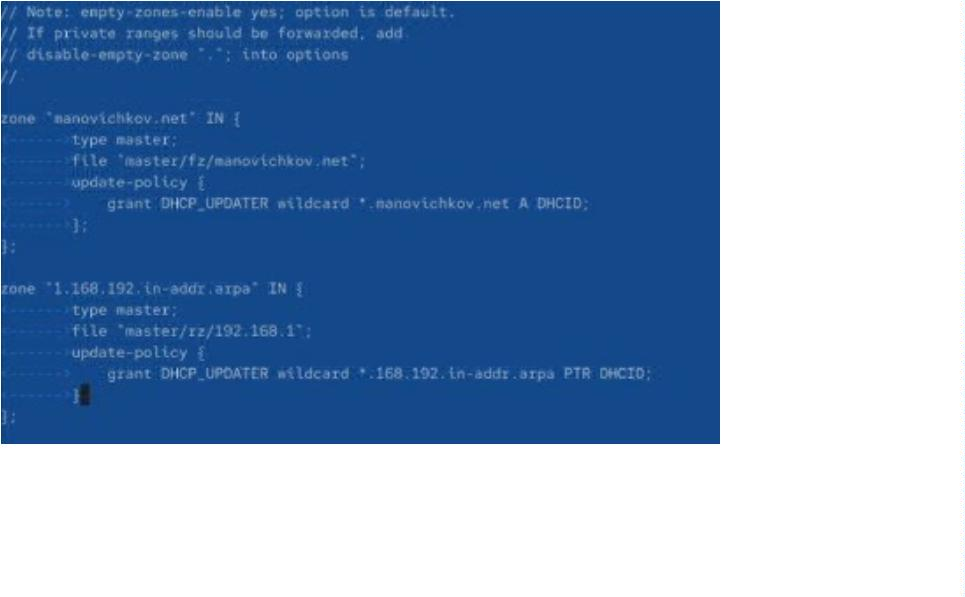 // Note: empty-zones-enable yes; option is default.
// If private ranges should be forwarded, add
// disable-empty-zone "."; into options
//
zone "manovichkov.net" IN {
type master;
file "master/fz/manovichkov.net";
update-policy {
grant DHCP_UPDATER wildcard *.manovichkov.net A DHCID;
};
};
zone "1.168.192.in-addr.arpa" IN {
type master;
file "master/rz/192.168.1";
update-policy {
grant DHCP_UPDATER wildcard *.168.192.in-addr.arpa PTR DHCID;
}
};